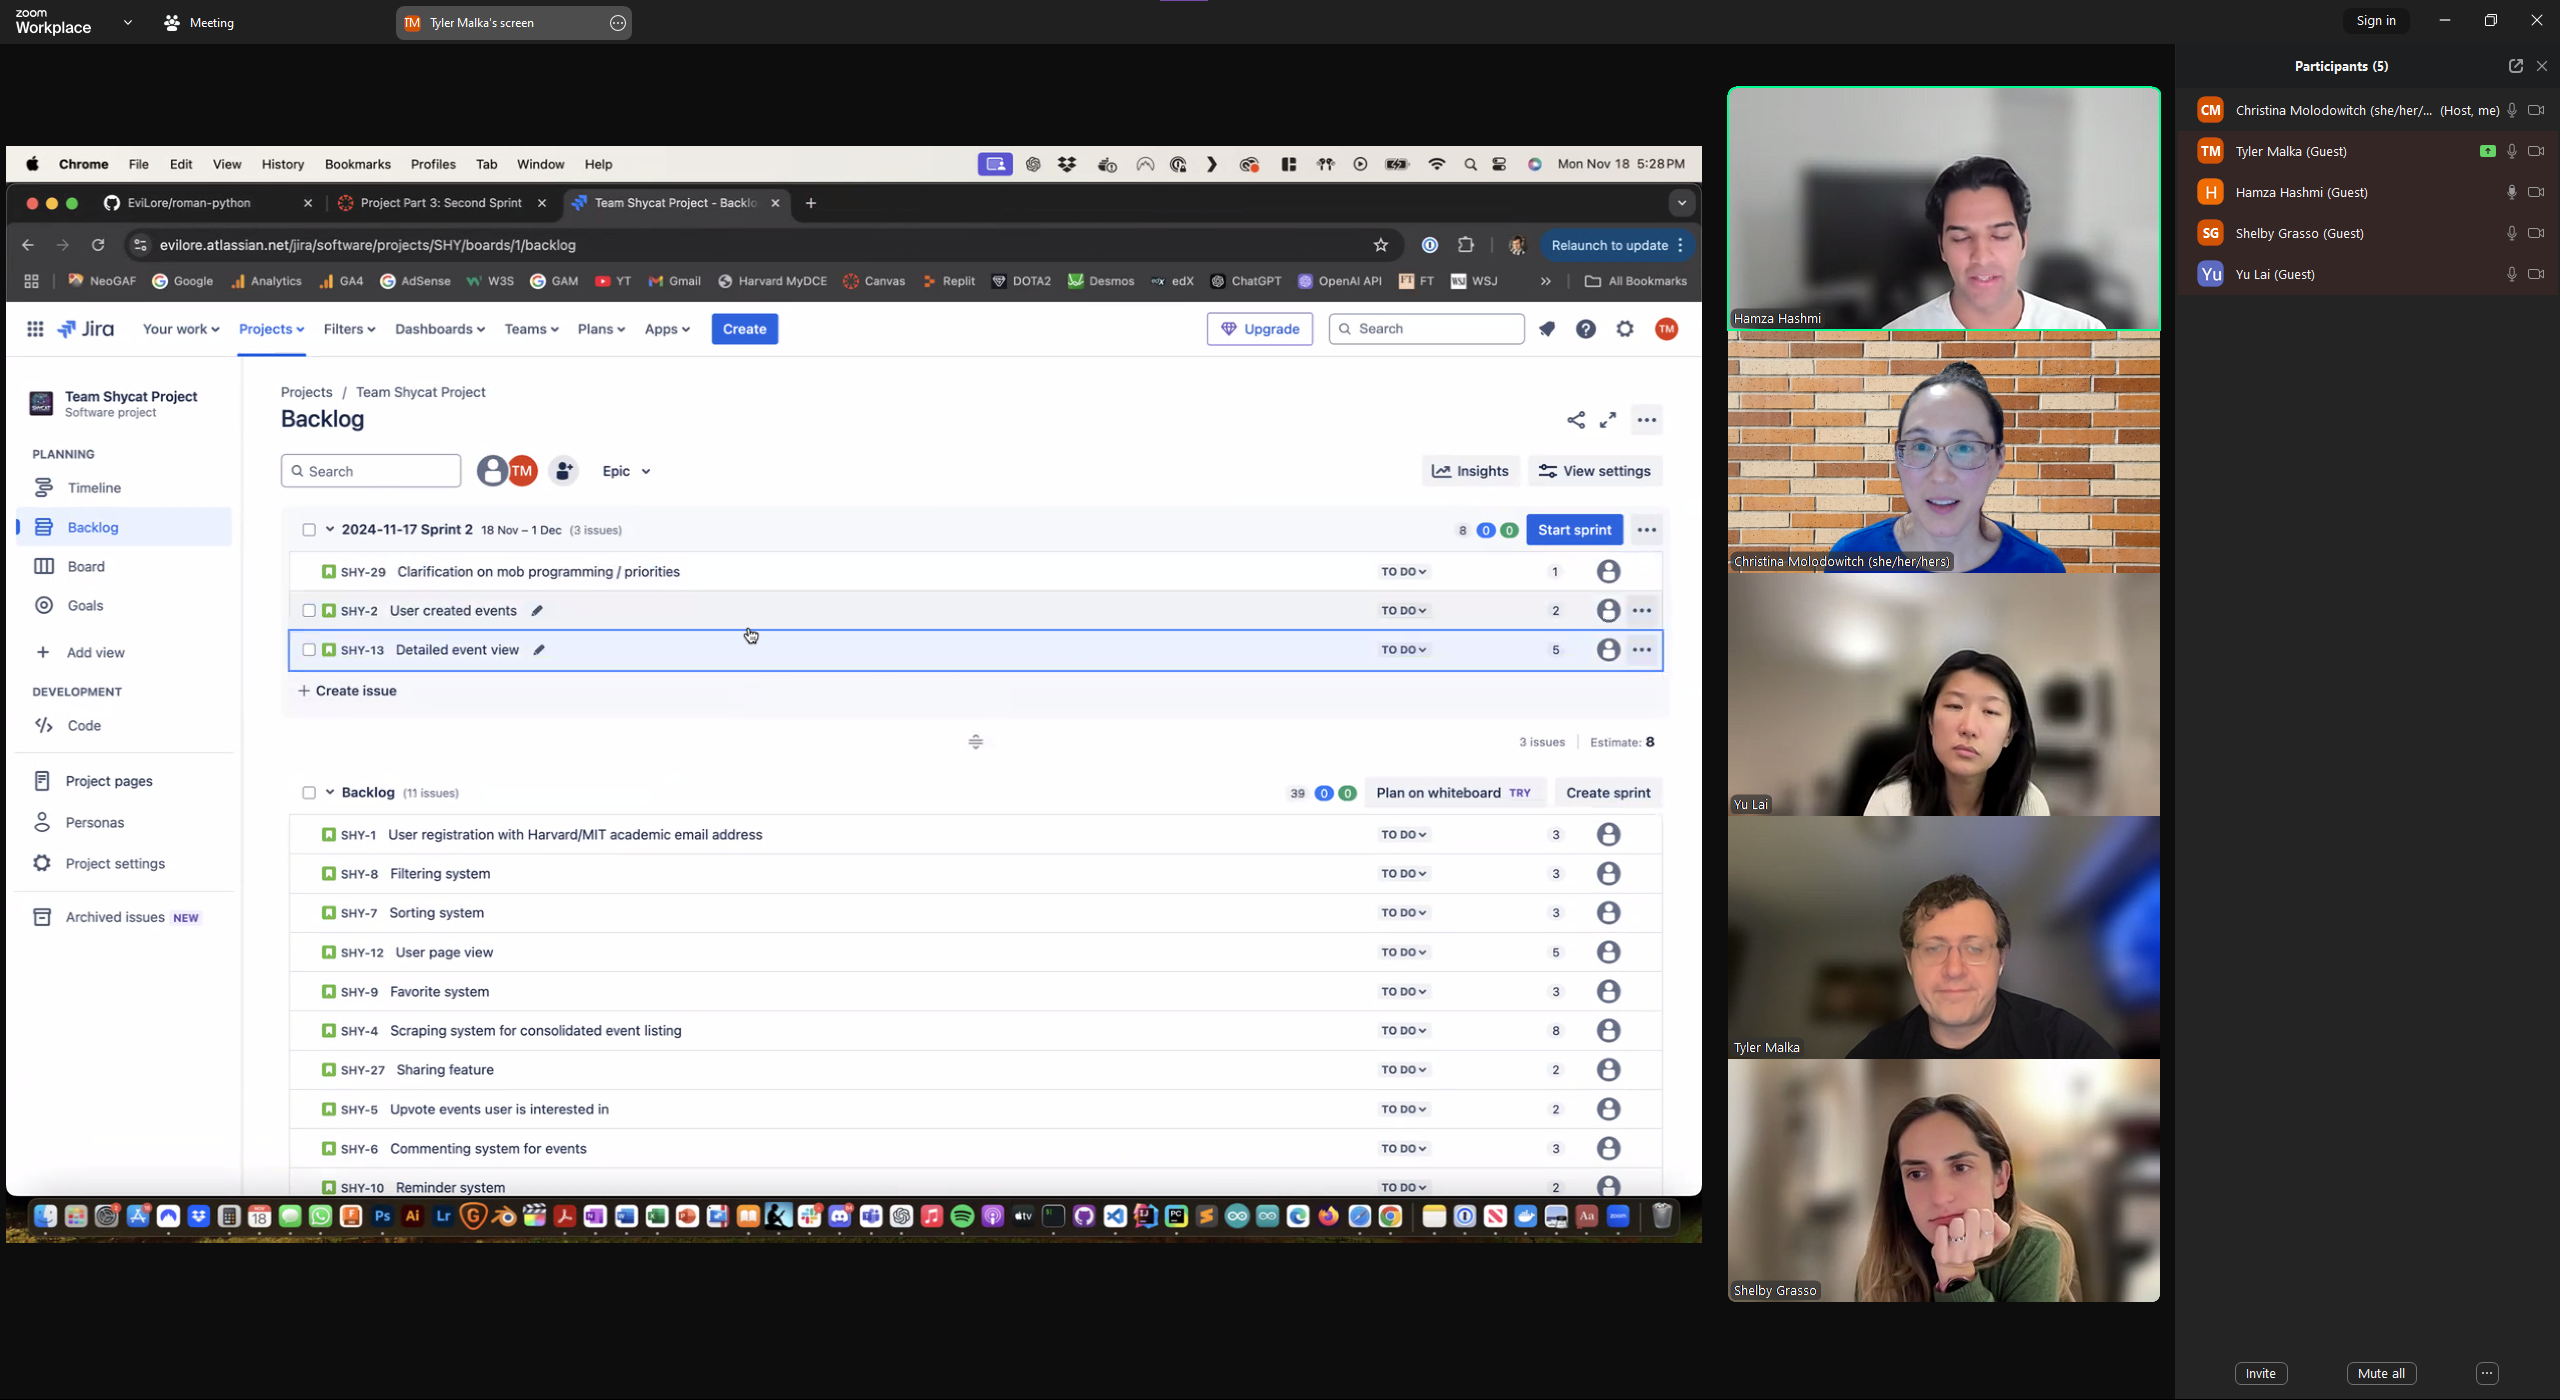 zoom
Workplace
Meeting
TM Tyler Malka's screen
Sign in
Chrome File Edit View History Bookmarks Profiles Tab Window Help
Mon Nov 18 5:28 PM
EviLore/roman-python
Project Part 3: Second Sprint
Team Shycat Project - Backlo
evilore.atlassian.net/jira/software/projects/SHY/boards/1/backlog
Relaunch to update
NeoGAF Google Analytics GA4 AdSense W3S GAM YT Gmail Harvard MyDCE Canvas Replit DOTA2 Desmos edX ChatGPT OpenAI API FT WSJ
All Bookmarks
Jira
Your work Projects Filters Dashboards Teams Plans Apps Create
Upgrade
Search
TM
Team Shycat Project
Software project
PLANNING
Timeline
Backlog
Board
Goals
Add view
DEVELOPMENT
Code
Project pages
Personas
Project settings
Archived issues NEW
Projects / Team Shycat Project
Backlog
Search
TM
Epic
Insights
View settings
2024-11-17 Sprint 2 18 Nov – 1 Dec (3 issues) 8 0 0 Start sprint
SHY-29 Clarification on mob programming / priorities TO DO 1
SHY-2 User created events TO DO 2
SHY-13 Detailed event view TO DO 5
+ Create issue
3 issues Estimate: 8
Backlog (11 issues) 39 0 0 Plan on whiteboard TRY Create sprint
SHY-1 User registration with Harvard/MIT academic email address TO DO 3
SHY-8 Filtering system TO DO 3
SHY-7 Sorting system TO DO 3
SHY-12 User page view TO DO 5
SHY-9 Favorite system TO DO 3
SHY-4 Scraping system for consolidated event listing TO DO 8
SHY-27 Sharing feature TO DO 2
SHY-5 Upvote events user is interested in TO DO 2
SHY-6 Commenting system for events TO DO 3
SHY-10 Reminder system TO DO 2
18
Ps Ai Lr
tv
PC
Aa
zoom
Hamza Hashmi
Christina Molodowitch (she/her/hers)
Yu Lai
Tyler Malka
Shelby Grasso
Participants (5)
CM Christina Molodowitch (she/her/... (Host, me)
TM Tyler Malka (Guest)
H Hamza Hashmi (Guest)
SG Shelby Grasso (Guest)
Yu Yu Lai (Guest)
Invite
Mute all